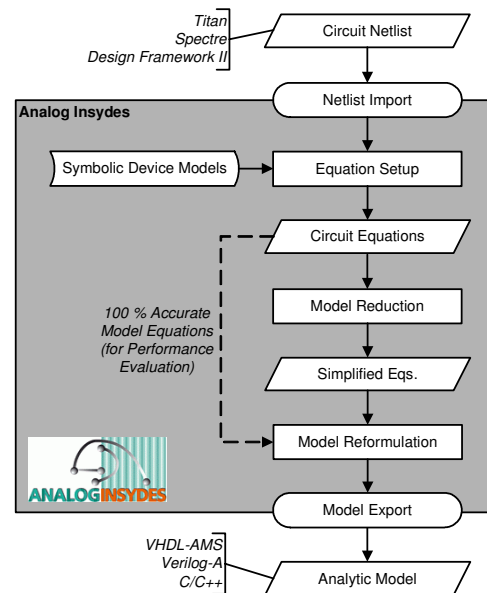 Titan
Spectre
Design Framework II
Circuit Netlist
Netlist Import
Analog Insydes
Symbolic Device Models
Equation Setup
Circuit Equations
100 % Accurate
Model Equations
(for Performance
Evaluation)
Model Reduction
Simplified Eqs.
Model Reformulation
ANALOGINSYDES
Model Export
VHDL-AMS
Verilog-A
C/C++
Analytic Model